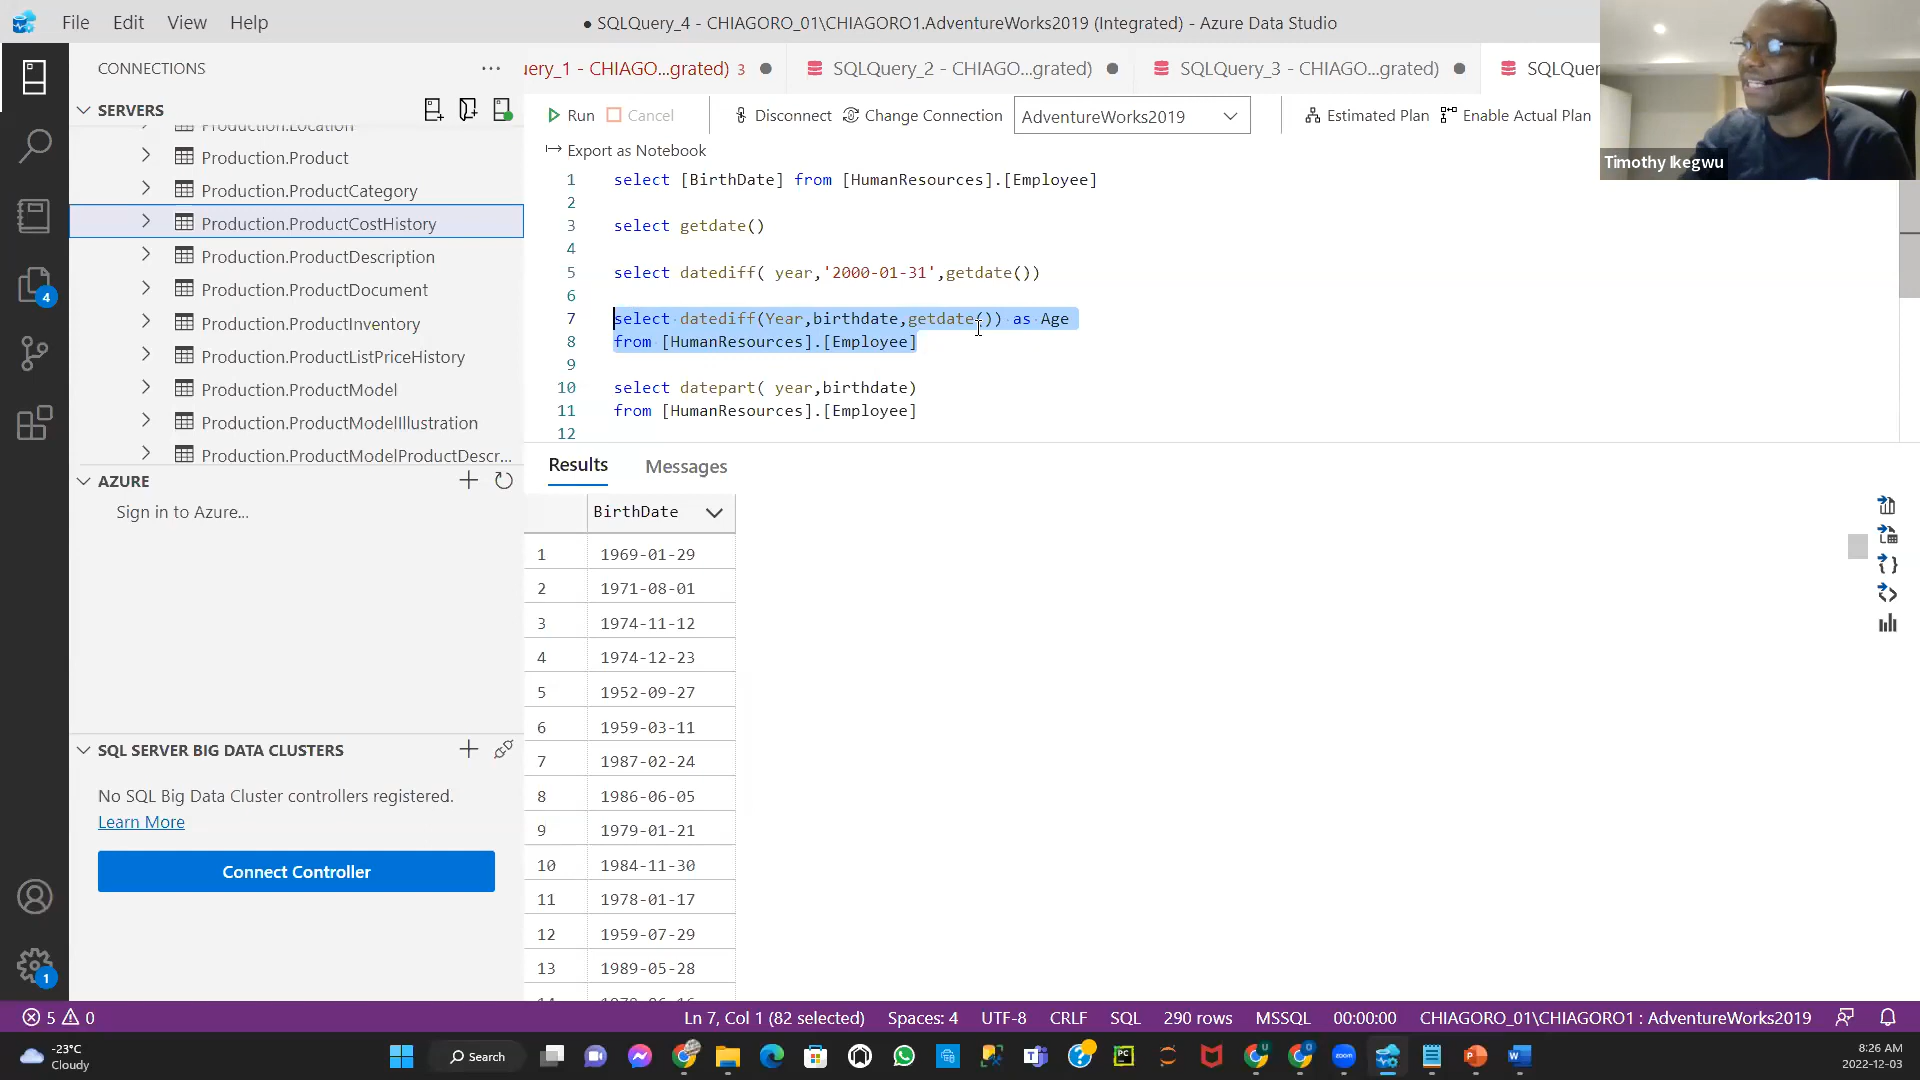 File Edit View Help
● SQLQuery_4 - CHIAGORO_01\CHIAGORO1.AdventureWorks2019 (Integrated) - Azure Data Studio
CONNECTIONS
uery_1 - CHIAGO...grated) 3
SQLQuery_2 - CHIAGO...grated)
SQLQuery_3 - CHIAGO...grated)
SQLQuer
SERVERS
Run
Cancel
Disconnect
Change Connection
AdventureWorks2019
Estimated Plan
Enable Actual Plan
Export as Notebook
Timothy Ikegwu
Production.Location
Production.Product
Production.ProductCategory
Production.ProductCostHistory
Production.ProductDescription
Production.ProductDocument
Production.ProductInventory
Production.ProductListPriceHistory
Production.ProductModel
Production.ProductModelIllustration
Production.ProductModelProductDescr...
1 select [BirthDate] from [HumanResources].[Employee]
2
3 select getdate()
4
5 select datediff( year,'2000-01-31',getdate())
6
7 select datediff(Year,birthdate,getdate()) as Age
8 from [HumanResources].[Employee]
9
10 select datepart( year,birthdate)
11 from [HumanResources].[Employee]
12
AZURE
Sign in to Azure...
SQL SERVER BIG DATA CLUSTERS
No SQL Big Data Cluster controllers registered.
Learn More
Connect Controller
4
1
Results Messages
BirthDate
1 1969-01-29
2 1971-08-01
3 1974-11-12
4 1974-12-23
5 1952-09-27
6 1959-03-11
7 1987-02-24
8 1986-06-05
9 1979-01-21
10 1984-11-30
11 1978-01-17
12 1959-07-29
13 1989-05-28
5 0
Ln 7, Col 1 (82 selected) Spaces: 4 UTF-8 CRLF SQL 290 rows MSSQL 00:00:00 CHIAGORO_01\CHIAGORO1 : AdventureWorks2019
-23°C
Cloudy
Search
8:26 AM
2022-12-03